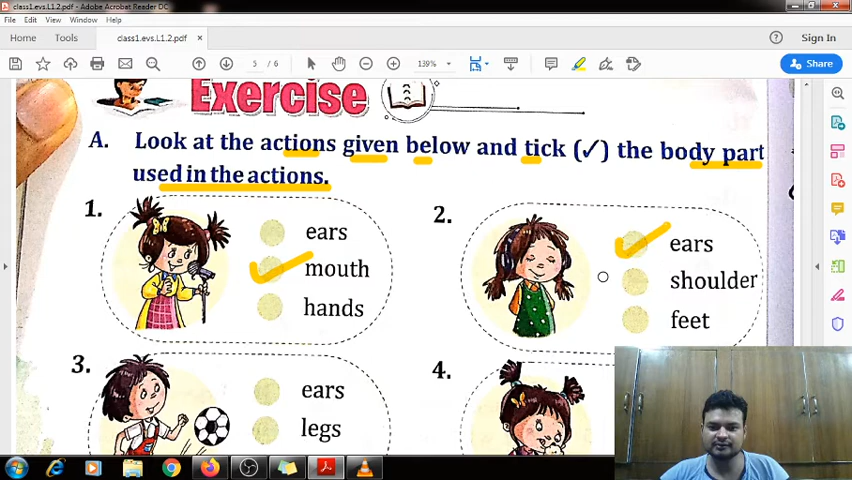 class1.evs.L1.2.pdf - Adobe Acrobat Reader DC
File Edit View Window Help
Home Tools class1.evs.L1.2.pdf × Sign In
5 / 6 139% Share
Exercise
A. Look at the actions given below and tick (✓) the body part
used in the actions.
1.
ears
mouth
hands
2.
ears
shoulder
feet
3.
ears
legs
4.